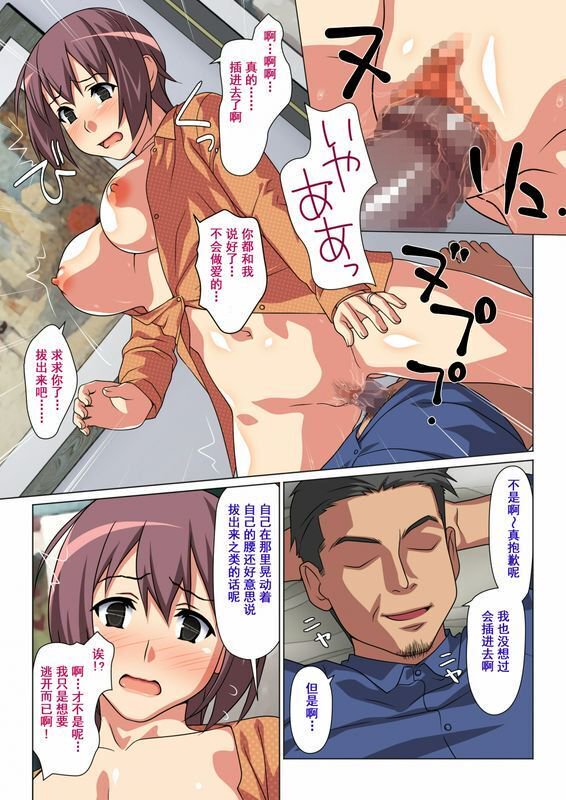 リュ.
啊…啊啊
真的……
插进去了啊
いや
ああっ
你都和我
说好了…
不会做爱的…
ヌ゛
プ
プ.
求求你了…
拔出来吧……
不是啊～真抱歉呢
我也没想过
会插进去啊
但是啊…
ニヤ
ニヤ
自己在那里晃动着
自己的腰还好意思说
拔出来之类的话呢
诶!?
啊…才不是呢…
我只是想要
逃开而已啊！